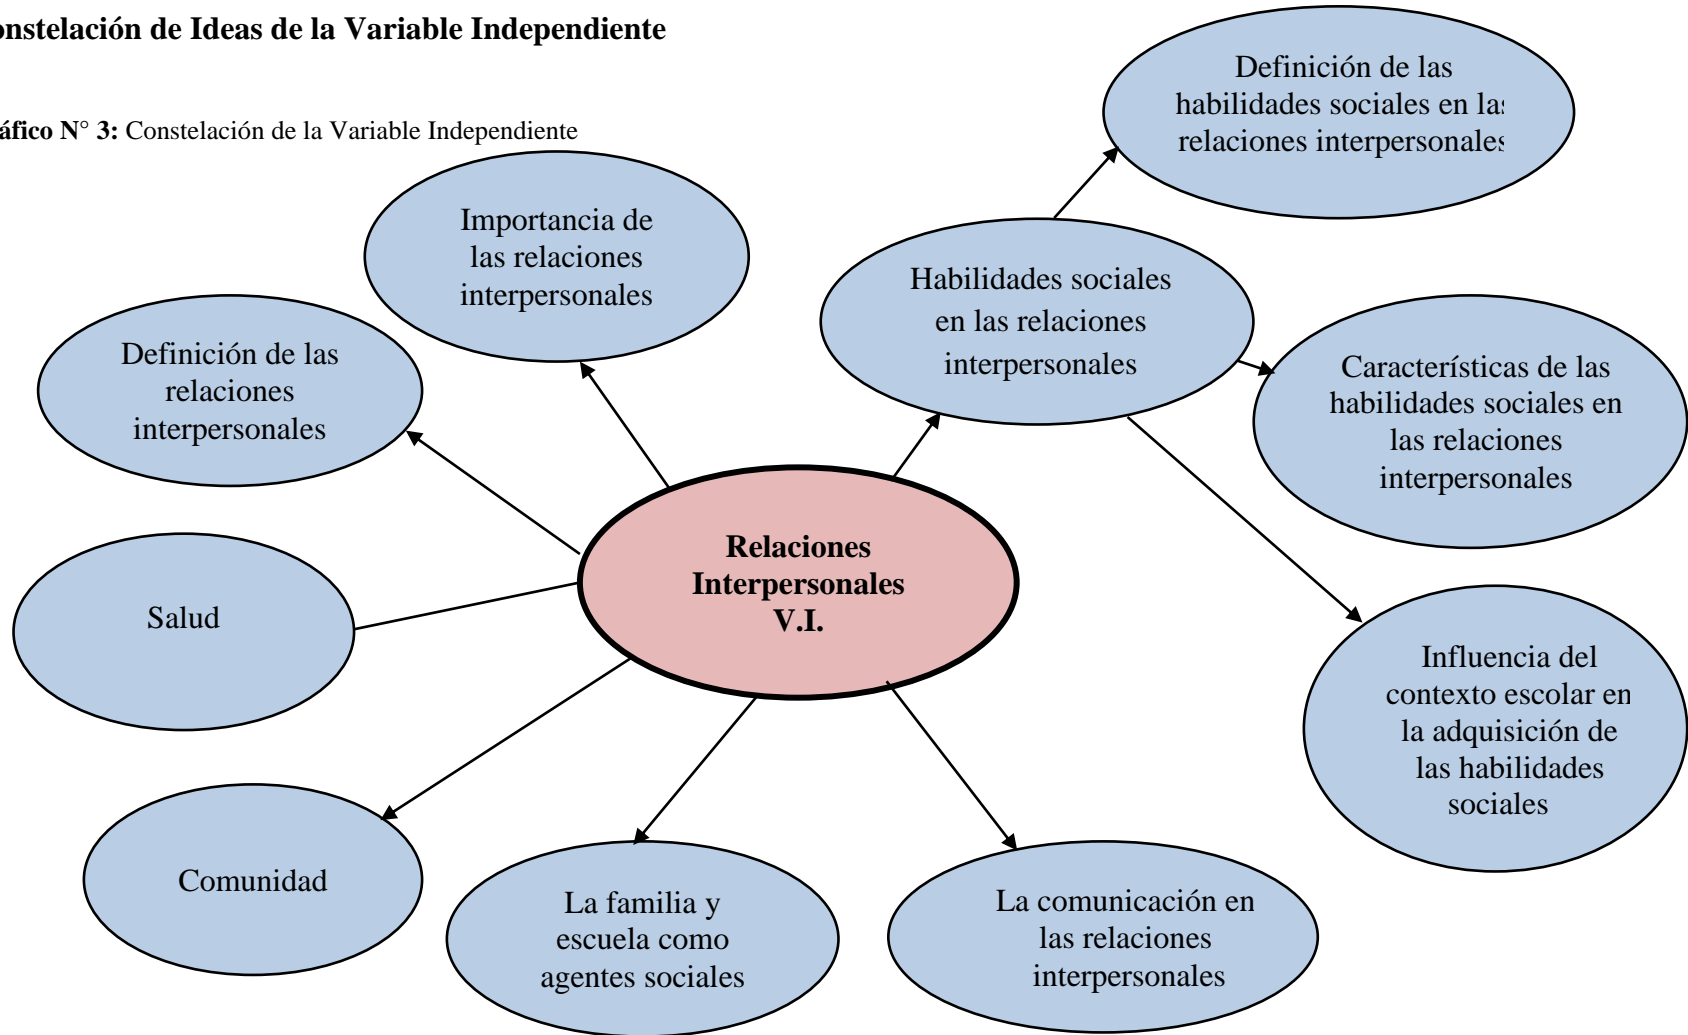 onstelación de Ideas de la Variable Independiente
áfico N° 3: Constelación de la Variable Independiente
Definición de las
habilidades sociales en las
relaciones interpersonales
Importancia de
las relaciones
interpersonales
Habilidades sociales
en las relaciones
interpersonales
Definición de las
relaciones
interpersonales
Características de las
habilidades sociales en
las relaciones
interpersonales
Relaciones
Interpersonales
V.I.
Salud
Influencia del
contexto escolar en
la adquisición de
las habilidades
sociales
Comunidad
La familia y
escuela como
agentes sociales
La comunicación en
las relaciones
interpersonales